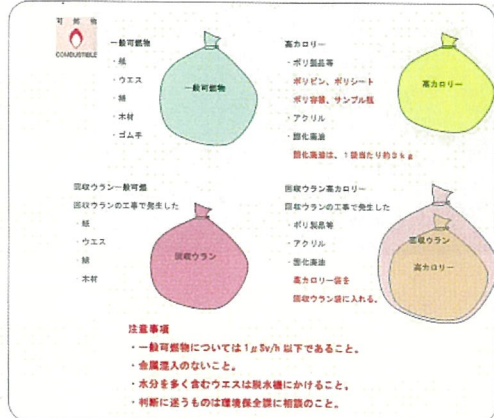 可燃物
COMBUSTIBLE
一般可燃物
・紙
・ウエス
・木材
・ゴム手
一般可燃物
高カロリー
・ポリ製品等
ポリビン、ポリシート
ポリ容器、サンプル瓶
・アクリル
・固化廃油
固化廃油は、1袋当たり約3kg
高カロリー
回収ウラン一般可燃
回収ウランの工事で発生した
・紙
・ウエス
・木材
回収ウラン
回収ウラン高カロリー
回収ウランの工事で発生した
・ポリ製品等
・アクリル
・固化廃油
高カロリー袋を
回収ウラン袋に入れる。
回収ウラン
高カロリー
注意事項
・一般可燃物については1μSv/h以下であること。
・金属混入のないこと。
・水分を多く含むウエスは脱水機にかけること。
・判断に迷うものは環境保全課に相談のこと。